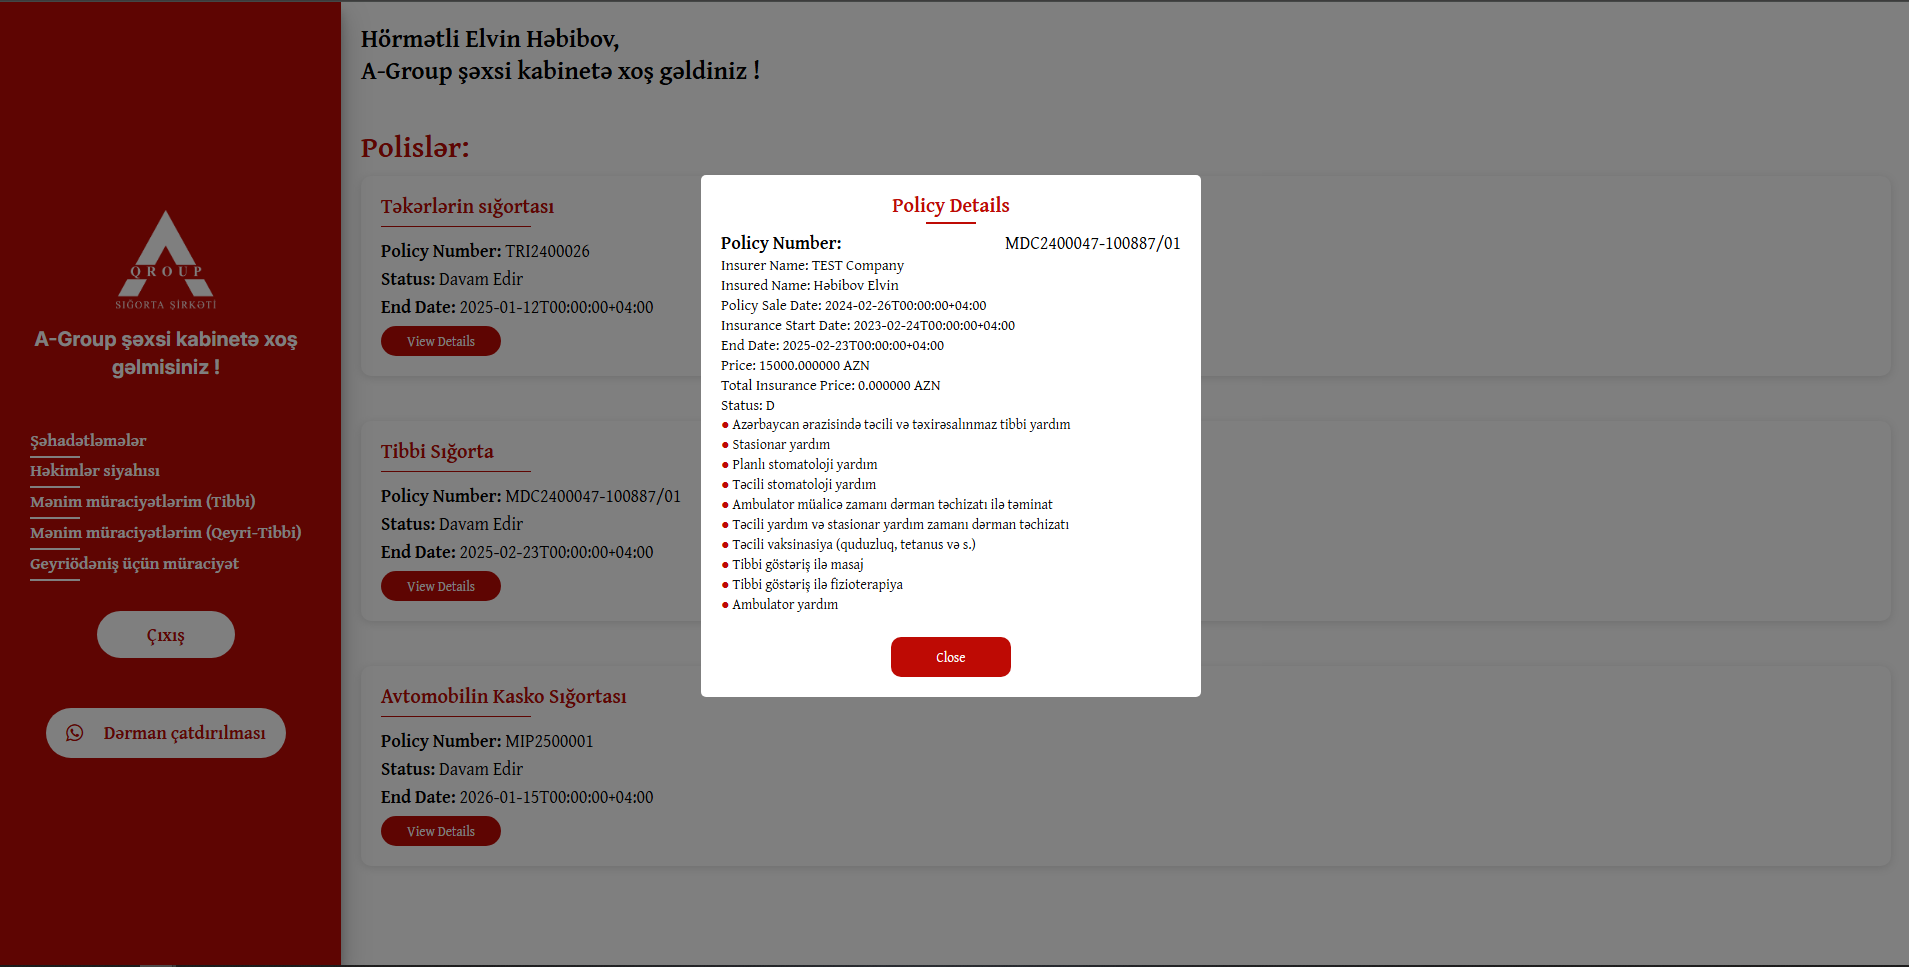 QROUP
SIĞORTA ŞİRKƏTİ
A-Group şəxsi kabinetə xoş
gəlmisiniz !
Şəhadətləmələr
Həkimlər siyahısı
Mənim müraciyətlərim (Tibbi)
Mənim müraciyətlərim (Qeyri-Tibbi)
Geyriödəniş üçün müraciyət
Çıxış
Dərman çatdırılması
Hörmətli Elvin Həbibov,
A-Group şəxsi kabinetə xoş gəldiniz !
Polislər:
Təkərlərin sığortası
Policy Number: TRI2400026
Status: Davam Edir
End Date: 2025-01-12T00:00:00+04:00
View Details
Tibbi Sığorta
Policy Number: MDC2400047-100887/01
Status: Davam Edir
End Date: 2025-02-23T00:00:00+04:00
View Details
Avtomobilin Kasko Sığortası
Policy Number: MIP2500001
Status: Davam Edir
End Date: 2026-01-15T00:00:00+04:00
View Details
Policy Details
Policy Number: MDC2400047-100887/01
Insurer Name: TEST Company
Insured Name: Həbibov Elvin
Policy Sale Date: 2024-02-26T00:00:00+04:00
Insurance Start Date: 2023-02-24T00:00:00+04:00
End Date: 2025-02-23T00:00:00+04:00
Price: 15000.000000 AZN
Total Insurance Price: 0.000000 AZN
Status: D
● Azərbaycan ərazisində təcili və təxirəsalınmaz tibbi yardım
● Stasionar yardım
● Planlı stomatoloji yardım
● Təcili stomatoloji yardım
● Ambulator müalicə zamanı dərman təchizatı ilə təminat
● Təcili yardım və stasionar yardım zamanı dərman təchizatı
● Təcili vaksinasiya (quduzluq, tetanus və s.)
● Tibbi göstəriş ilə masaj
● Tibbi göstəriş ilə fizioterapiya
● Ambulator yardım
Close